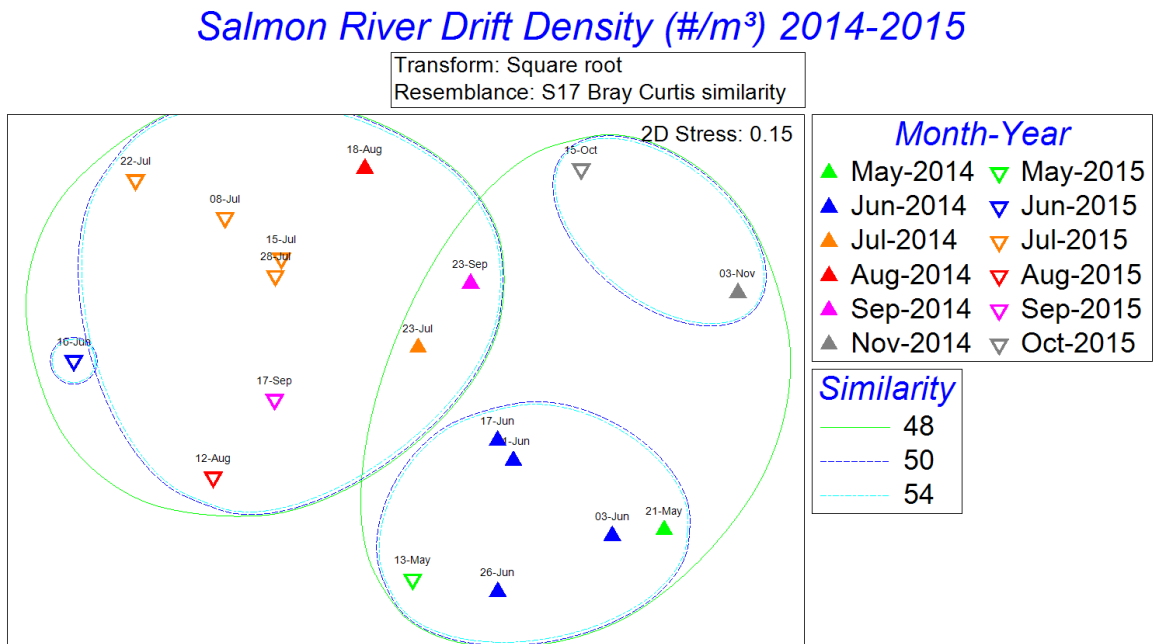 Salmon River Drift Density (#/m³) 2014-2015
Transform: Square root
Resemblance: S17 Bray Curtis similarity
2D Stress: 0.15
18-Aug
15-Oct
22-Jul
08-Jul
15-Jul
28-Jul
23-Sep
03-Nov
23-Jul
16-Jun
17-Sep
17-Jun
1-Jun
12-Aug
03-Jun
21-May
13-May
26-Jun
Month-Year
May-2014 May-2015
Jun-2014 Jun-2015
Jul-2014 Jul-2015
Aug-2014 Aug-2015
Sep-2014 Sep-2015
Nov-2014 Oct-2015
Similarity
48
50
54